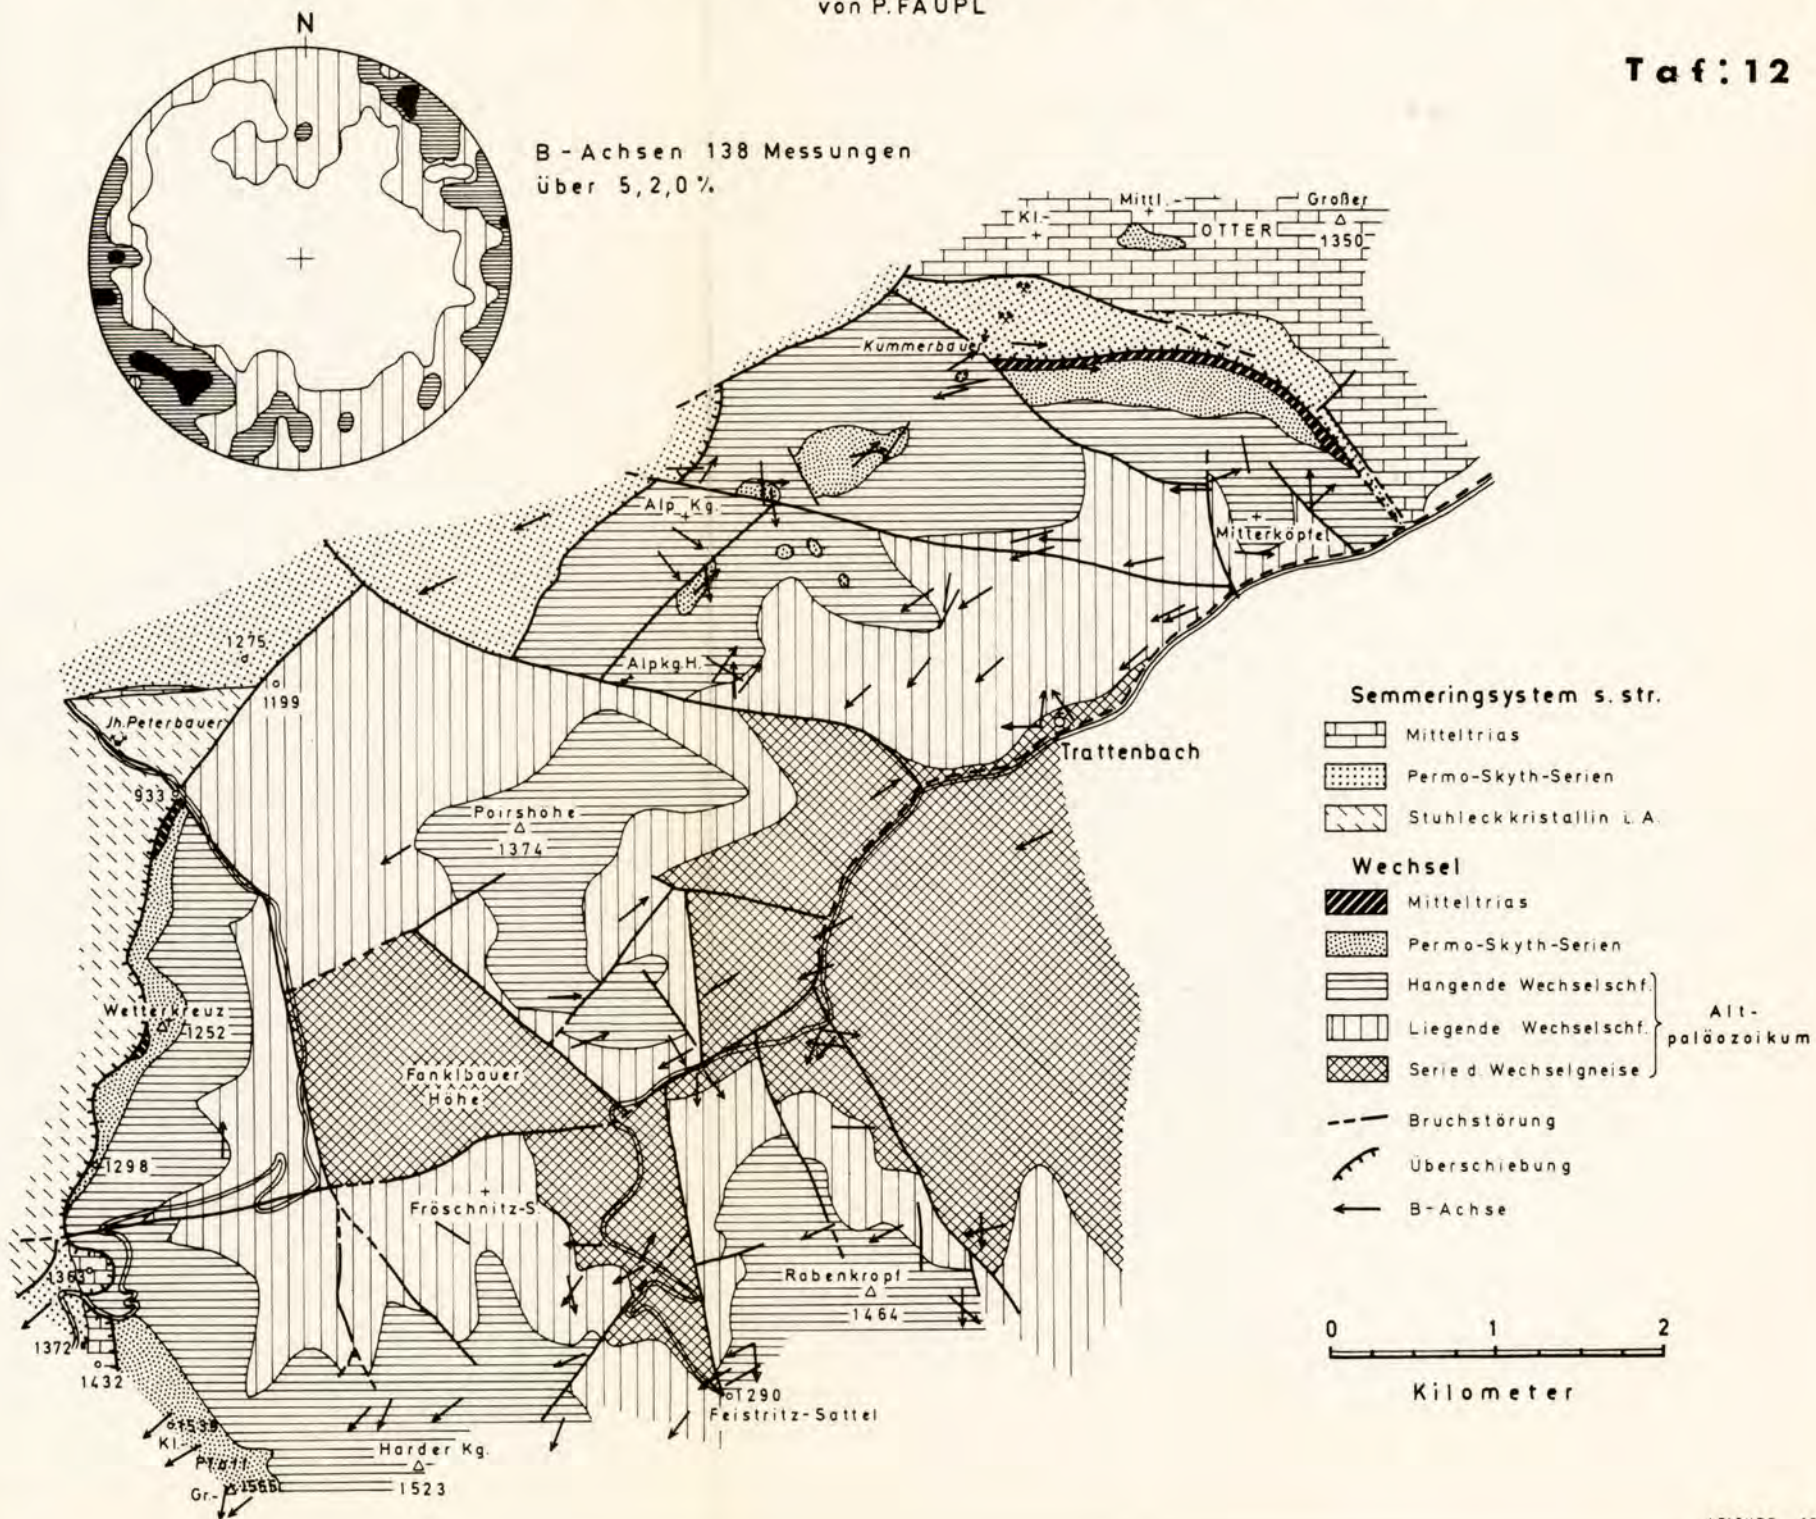 von P. FAUPL
Taf: 12
N
B-Achsen 138 Messungen
über 5,2,0%
Kl.-
Mittl.-
Großer
OTTER
1350
Kummerbauer
Alp Kg.
Mitterköpfel
1275
1199
Alpkg.H.
Jh. Peterbauer
Trattenbach
933
Poirshöhe
1374
Wetterkreuz
1252
Fanklbauer
Höhe
1298
Fröschnitz-S.
1363
Rabenkropf
1464
1372
1432
1290
Feistritz-Sattel
Kl.-
Harder Kg.
1523
Gr.-
Semmeringsystem s. str.
Mitteltrias
Permo-Skyth-Serien
Stuhleckkristallin i. A.
Wechsel
Mitteltrias
Permo-Skyth-Serien
Hangende Wechselschf.
Liegende Wechselschf.
Serie d. Wechselgneise
Alt-
paläozoikum
Bruchstörung
Überschiebung
B-Achse
0 1 2
Kilometer